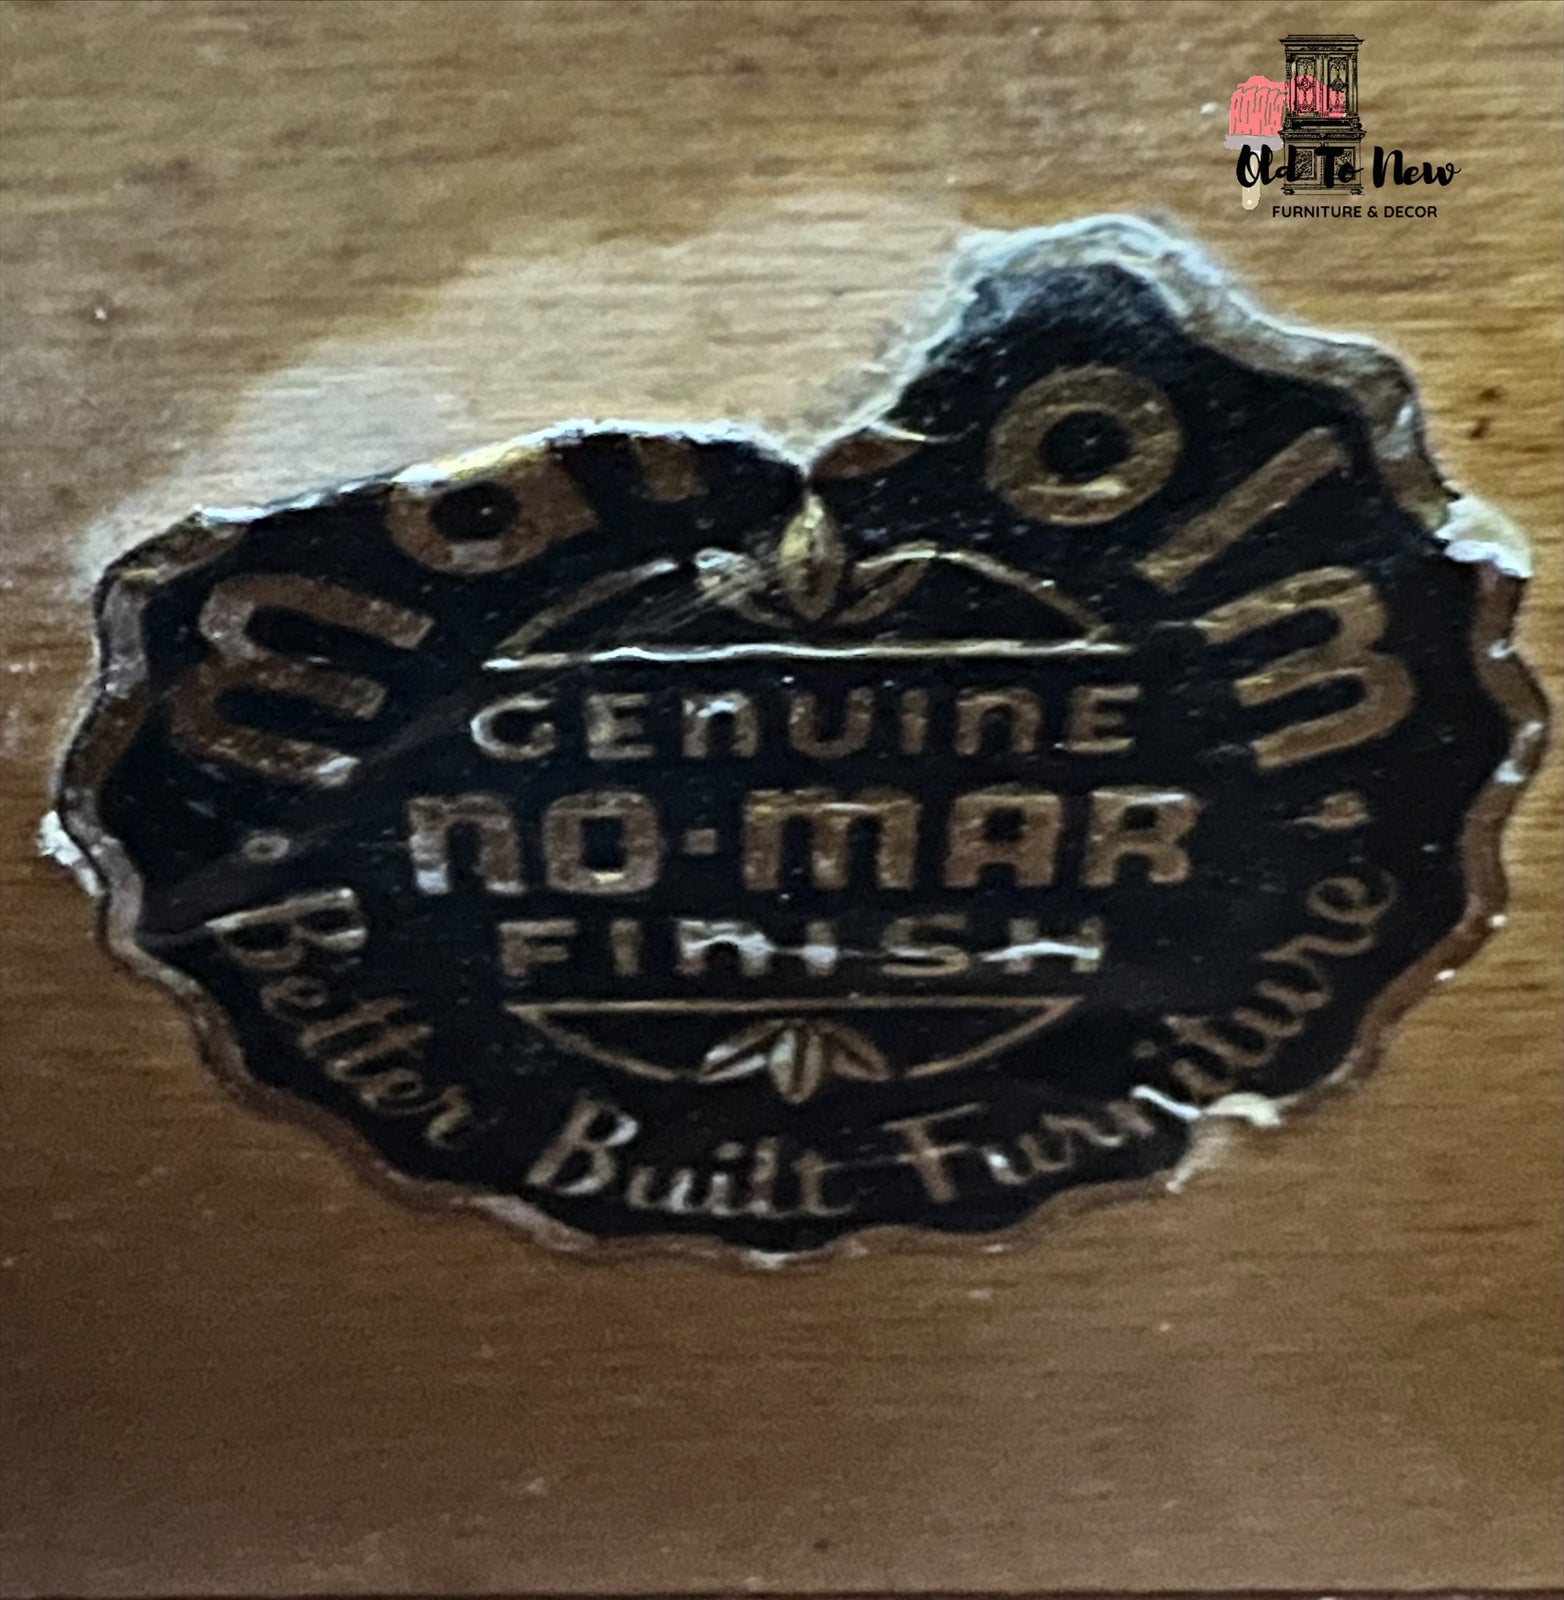 Old To New
FURNITURE & DECOR
GENUINE
NO-MAR
FINISH
Better Built Furniture